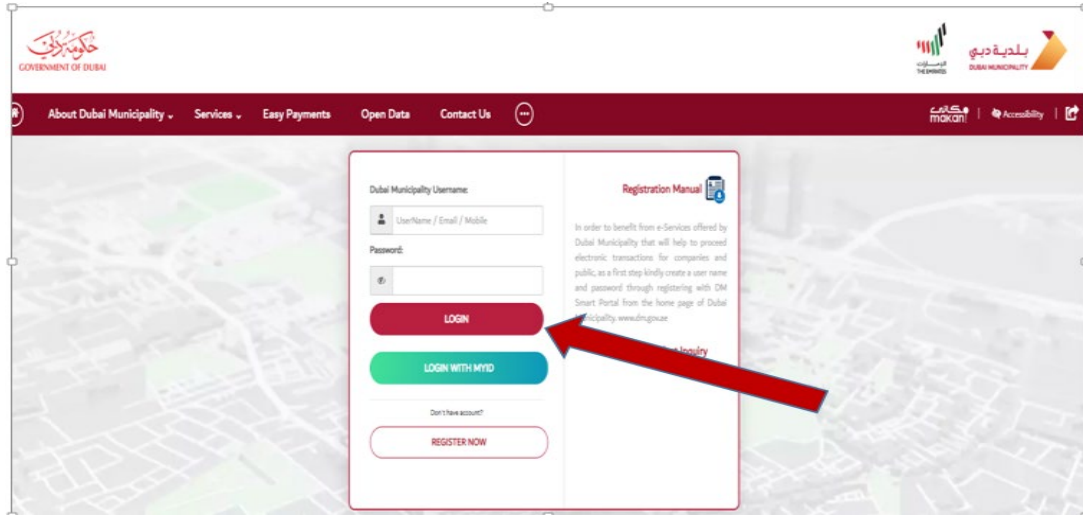 حكومة دبي
GOVERNMENT OF DUBAI
الإمارات
THE EMIRATES
بلدية دبي
DUBAI MUNICIPALITY
About Dubai Municipality
Services
Easy Payments
Open Data
Contact Us
مكاني
makani
Accessibility
Dubai Municipality Username:
UserName / Email / Mobile
Password:
LOGIN
LOGIN WITH MYID
Don't have account?
REGISTER NOW
Registration Manual
In order to benefit from e-Services offered by
Dubai Municipality that will help to proceed
electronic transactions for companies and
public, as a first step kindly create a user name
and password through registering with DM
Smart Portal from the home page of Dubai
www.dm.gov.ae
Inquiry